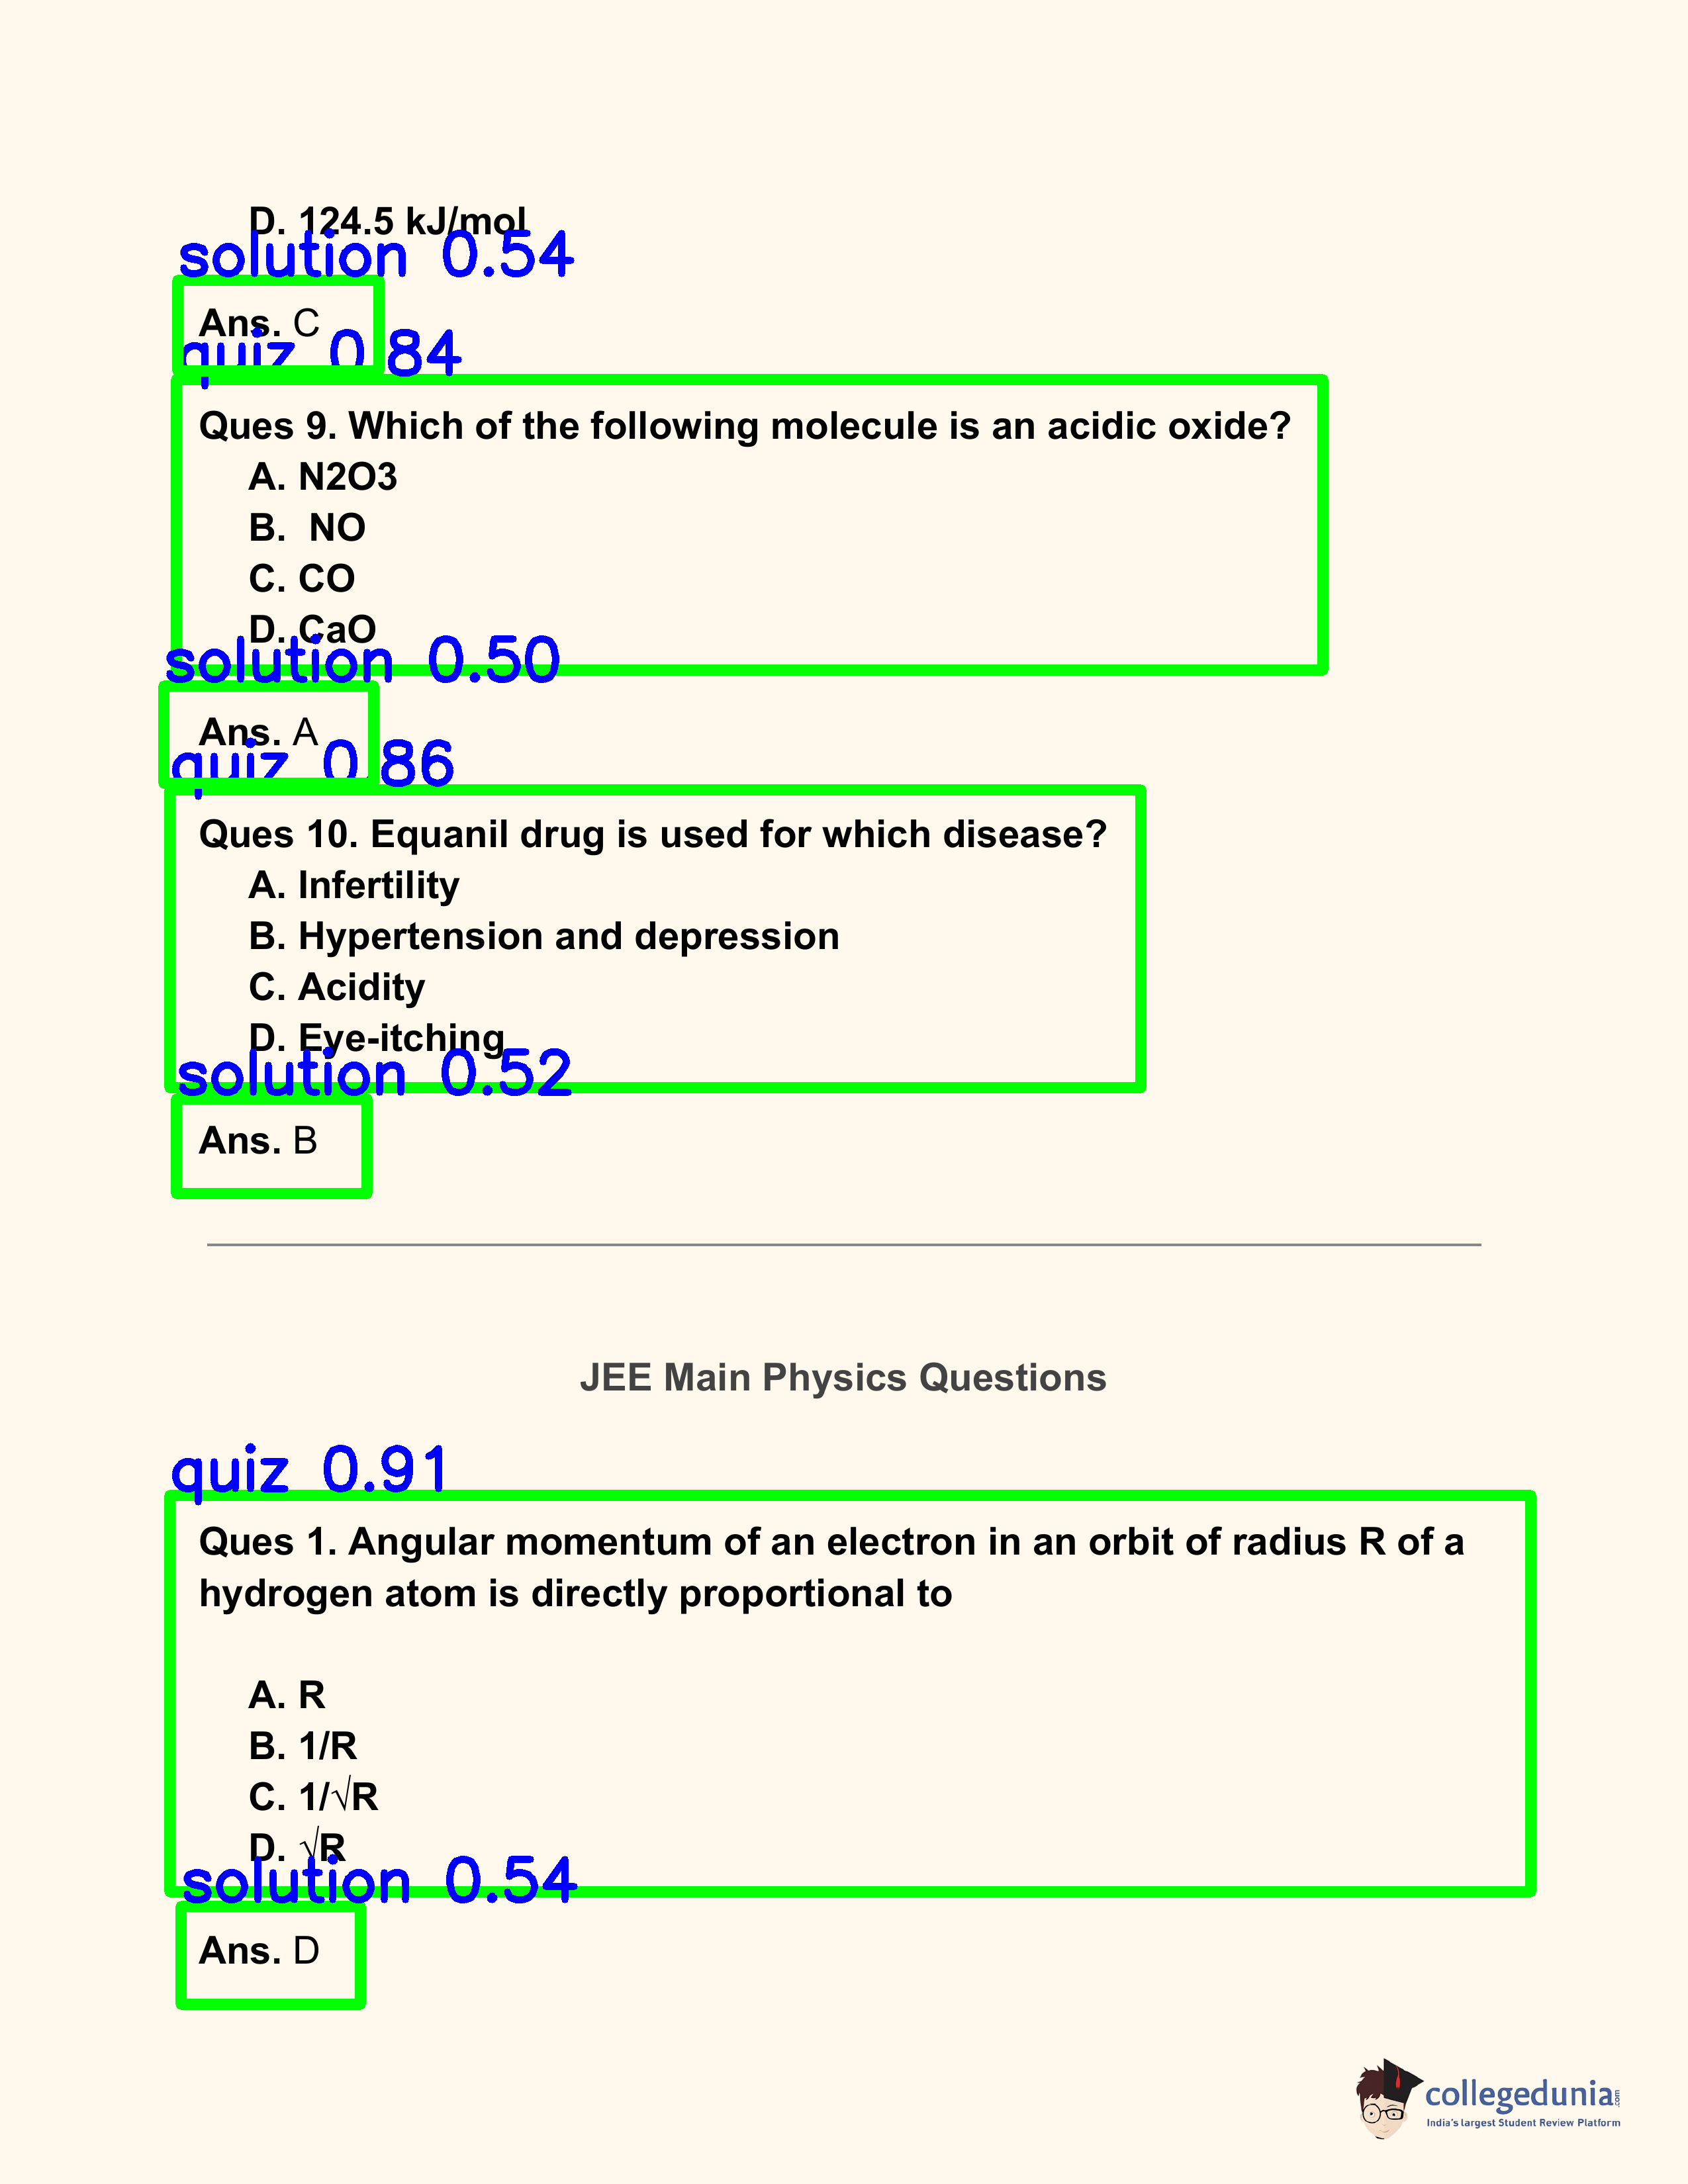 D. 124.5 kJ/mol
solution 0.54
Ans. C
quiz 0.84
Ques 9. Which of the following molecule is an acidic oxide?
A. N2O3
B. NO
C. CO
D. CaO
solution 0.50
Ans. A
quiz 0.86
Ques 10. Equanil drug is used for which disease?
A. Infertility
B. Hypertension and depression
C. Acidity
D. Eye-itching
solution 0.52
Ans. B
JEE Main Physics Questions
quiz 0.91
Ques 1. Angular momentum of an electron in an orbit of radius R of a
hydrogen atom is directly proportional to
A. R
B. 1/R
C. 1/√R
D. √R
solution 0.54
Ans. D
collegedunia.com
India's largest Student Review Platform